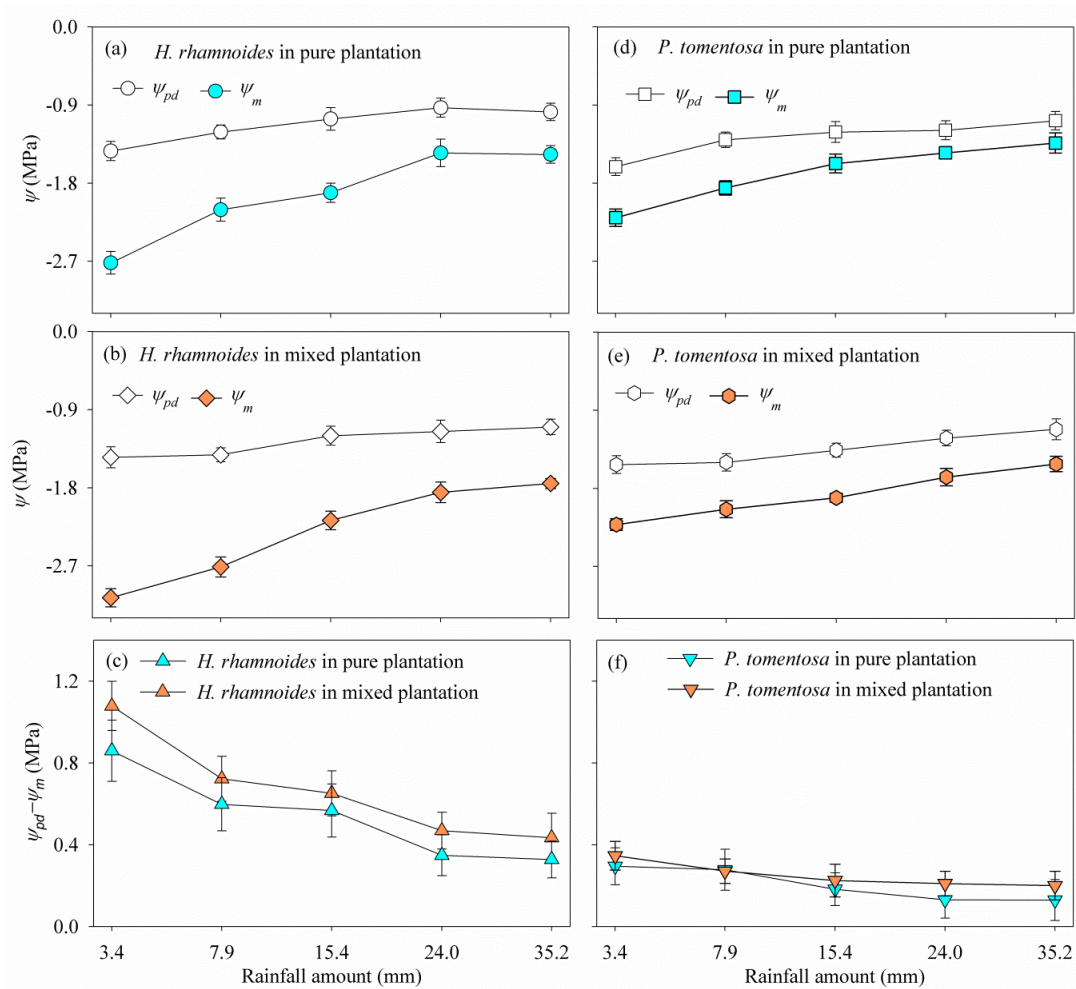 (a) H. rhamnoides in pure plantation
ψpd ψm
0.0
-0.9
-1.8
-2.7
ψ (MPa)
(d) P. tomentosa in pure plantation
ψpd ψm
(b) H. rhamnoides in mixed plantation
ψpd ψm
0.0
-0.9
-1.8
-2.7
ψ (MPa)
(e) P. tomentosa in mixed plantation
ψpd ψm
(c) H. rhamnoides in pure plantation
H. rhamnoides in mixed plantation
1.2
0.8
0.4
0.0
ψpd−ψm (MPa)
3.4 7.9 15.4 24.0 35.2
Rainfall amount (mm)
(f) P. tomentosa in pure plantation
P. tomentosa in mixed plantation
3.4 7.9 15.4 24.0 35.2
Rainfall amount (mm)